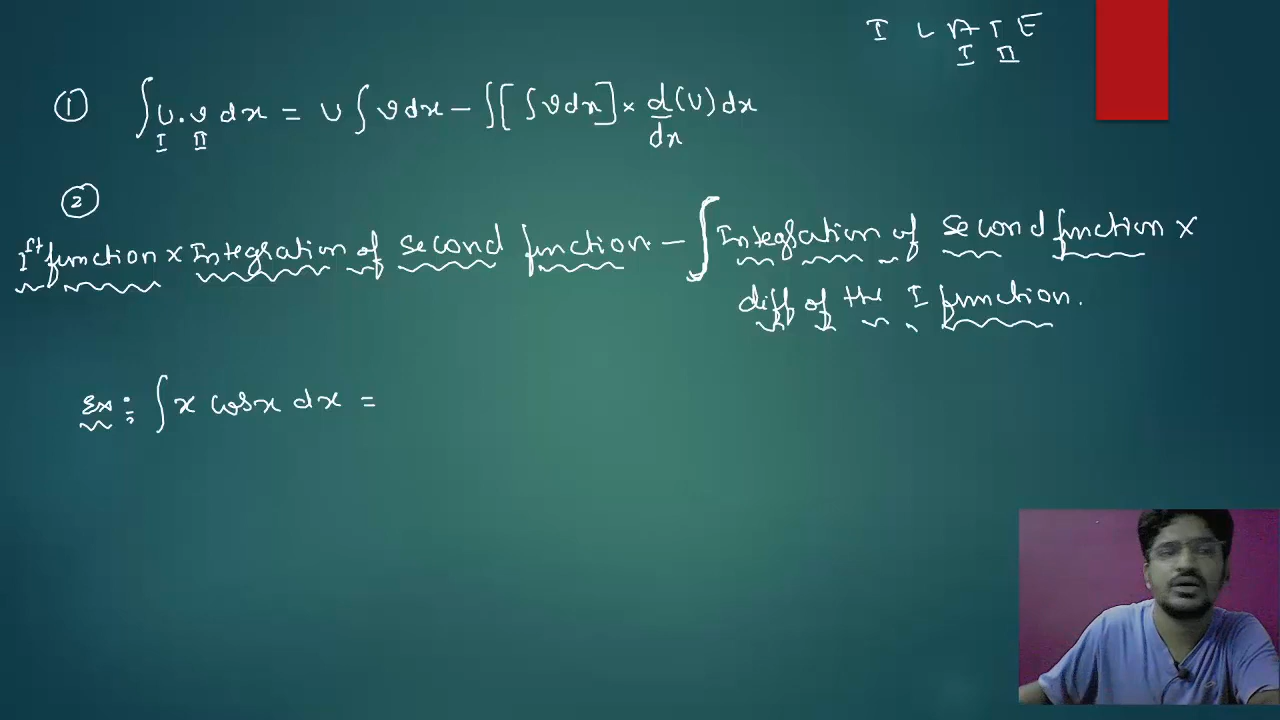 I L A T E
I II
① ∫ U.v dx = U ∫ v dx − ∫ [ ∫ v dx ] × d/dx (U) dx
I II
②
Iˢᵗ function × Integration of second function − ∫ Integration of second function ×
diff of the I function.
Ex: ∫ x cosx dx =